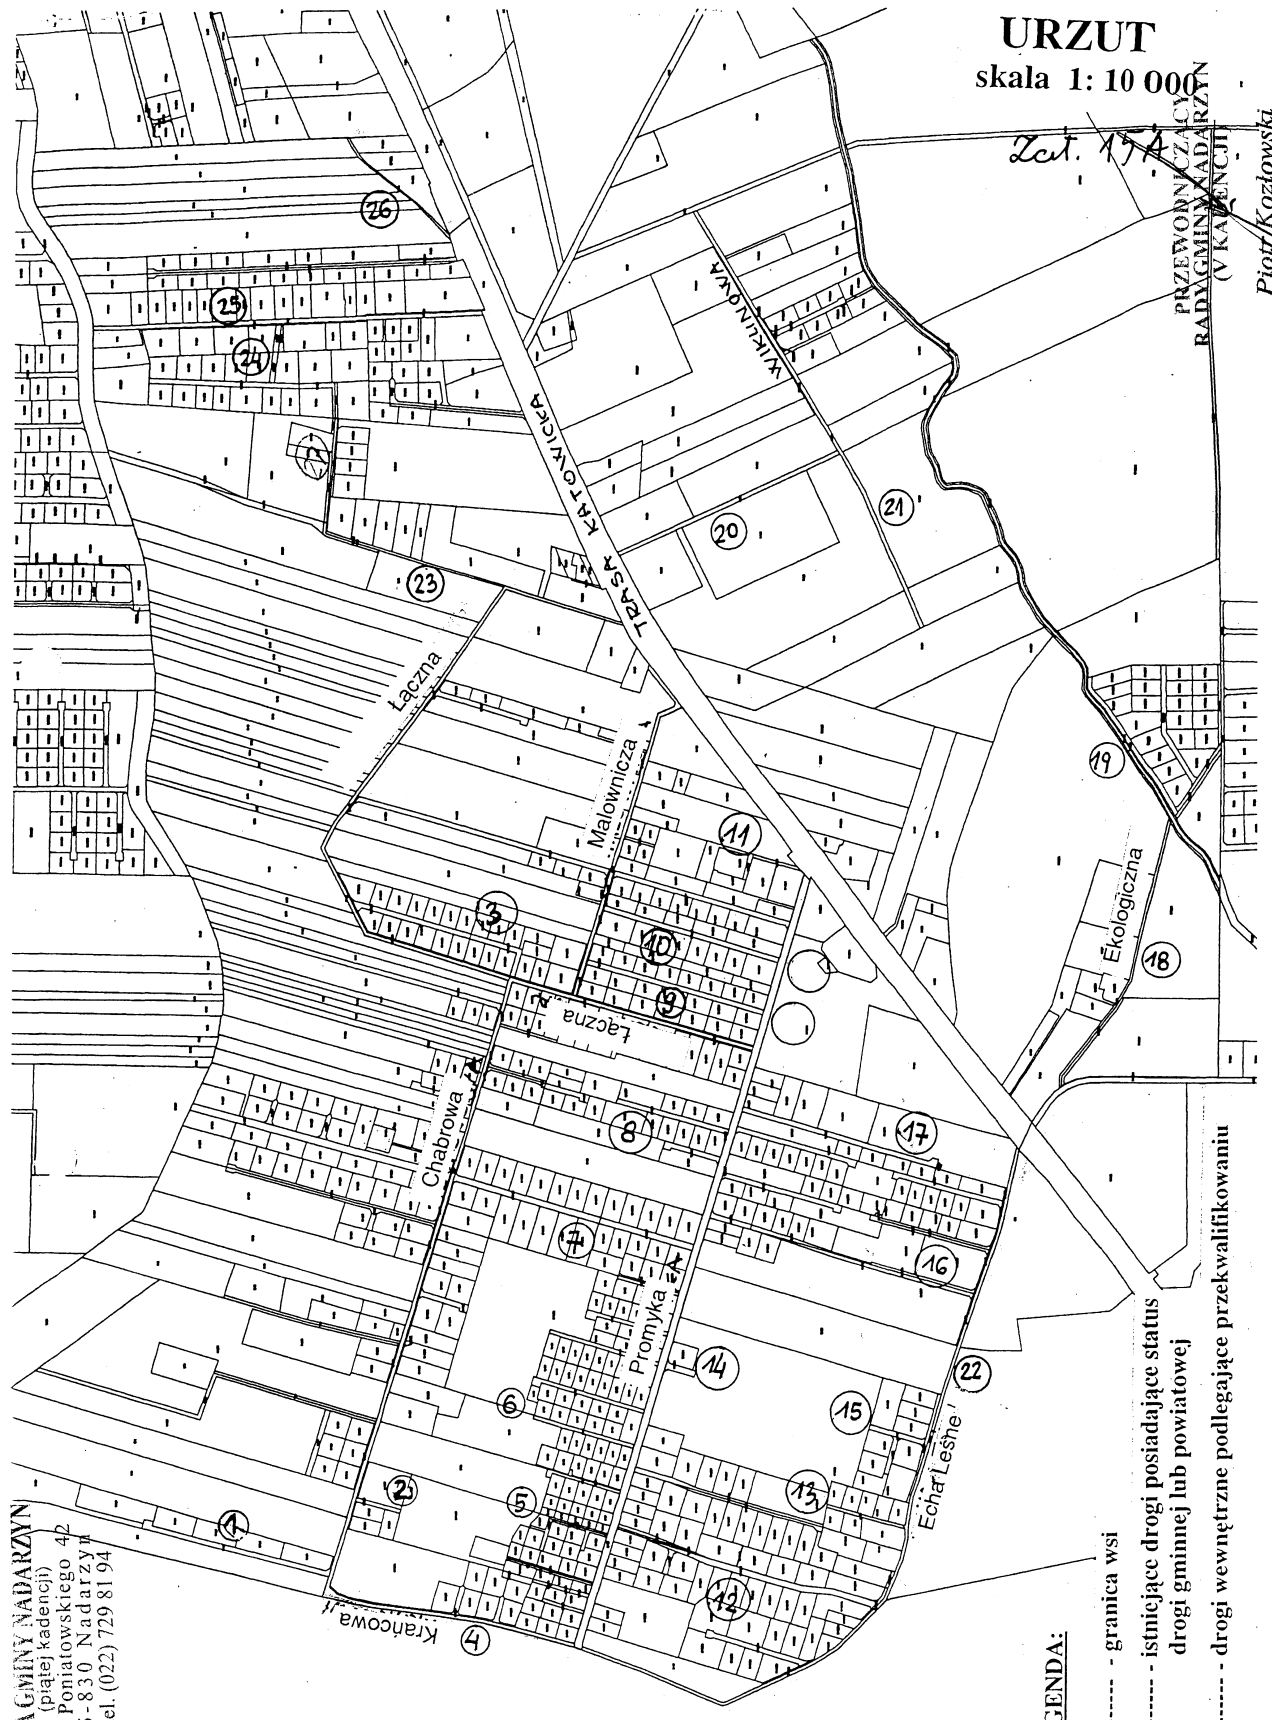 URZUT
skala 1: 10 000
Zał. 15A
PRZEWODNICZĄCY
RADY GMINY NADARZYN
(V KADENCJI)
Piotr Kozłowski
26
25
24
WIKLINOWA
TRASA KATOWICKA
21
20
23
Łączna
Malownicza
19
11
3
10
9
Łączna
Ekologiczna
18
Chabrowa
8
17
7
16
Promyka
14
22
6
15
Echa Leśne
2
13
5
1
12
Krańcowa
4
GMINY NADARZYN
(piątej kadencji)
Poniatowskiego 42
-830 Nadarzyn
el. (022) 729 81 94
GENDA:
------ - granica wsi
------ - istniejące drogi posiadające status
drogi gminnej lub powiatowej
------ - drogi wewnętrzne podlegające przekwalifikowaniu